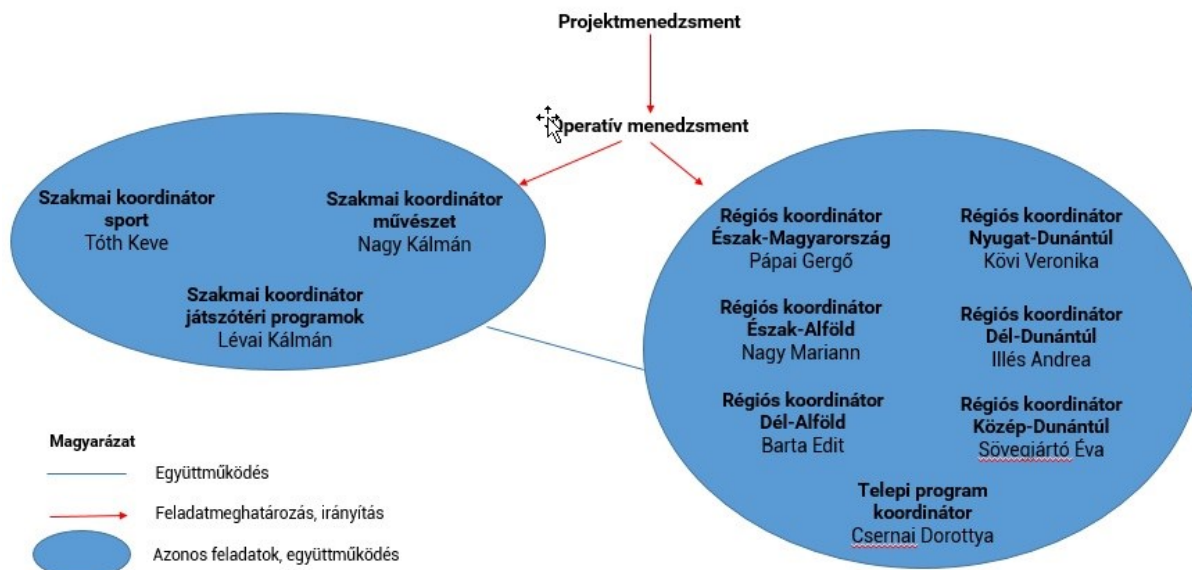 Projektmenedzsment
Operatív menedzsment
Szakmai koordinátor
sport
Tóth Keve
Szakmai koordinátor
művészet
Nagy Kálmán
Szakmai koordinátor
játszótéri programok
Lévai Kálmán
Régiós koordinátor
Észak-Magyarország
Pápai Gergő
Régiós koordinátor
Nyugat-Dunántúl
Kövi Veronika
Régiós koordinátor
Észak-Alföld
Nagy Mariann
Régiós koordinátor
Dél-Dunántúl
Illés Andrea
Régiós koordinátor
Dél-Alföld
Barta Edit
Régiós koordinátor
Közép-Dunántúl
Sövegjártó Éva
Telepi program
koordinátor
Csernai Dorottya
Magyarázat
Együttműködés
Feladatmeghatározás, irányítás
Azonos feladatok, együttműködés